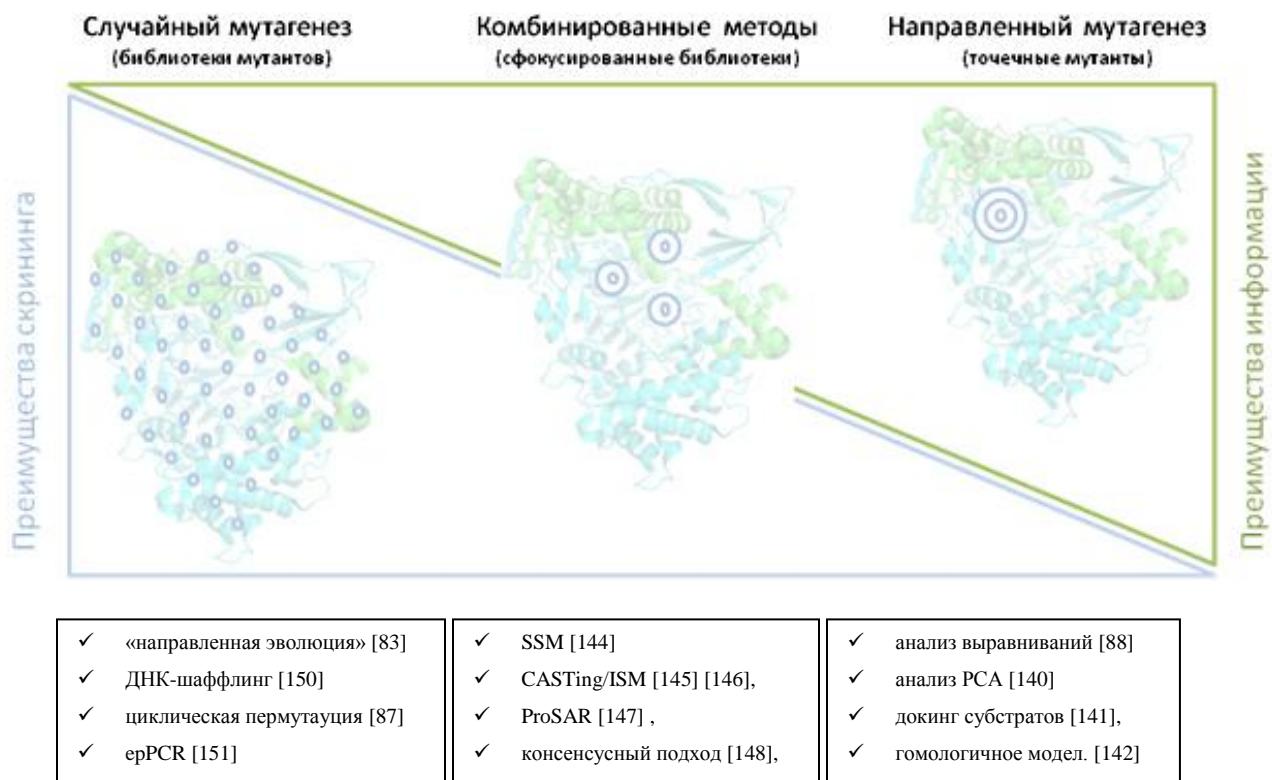 Случайный мутагенез
(библиотеки мутантов)
Комбинированные методы
(сфокусированные библиотеки)
Направленный мутагенез
(точечные мутанты)
Преимущества скрининга
Преимущества информации
✓ «направленная эволюция» [83]
✓ ДНК-шаффлинг [150]
✓ циклическая пермутауция [87]
✓ epPCR [151]
✓ SSM [144]
✓ CASTing/ISM [145] [146],
✓ ProSAR [147] ,
✓ консенсусный подход [148],
✓ анализ выравниваний [88]
✓ анализ PCA [140]
✓ докинг субстратов [141],
✓ гомологичное модел. [142]